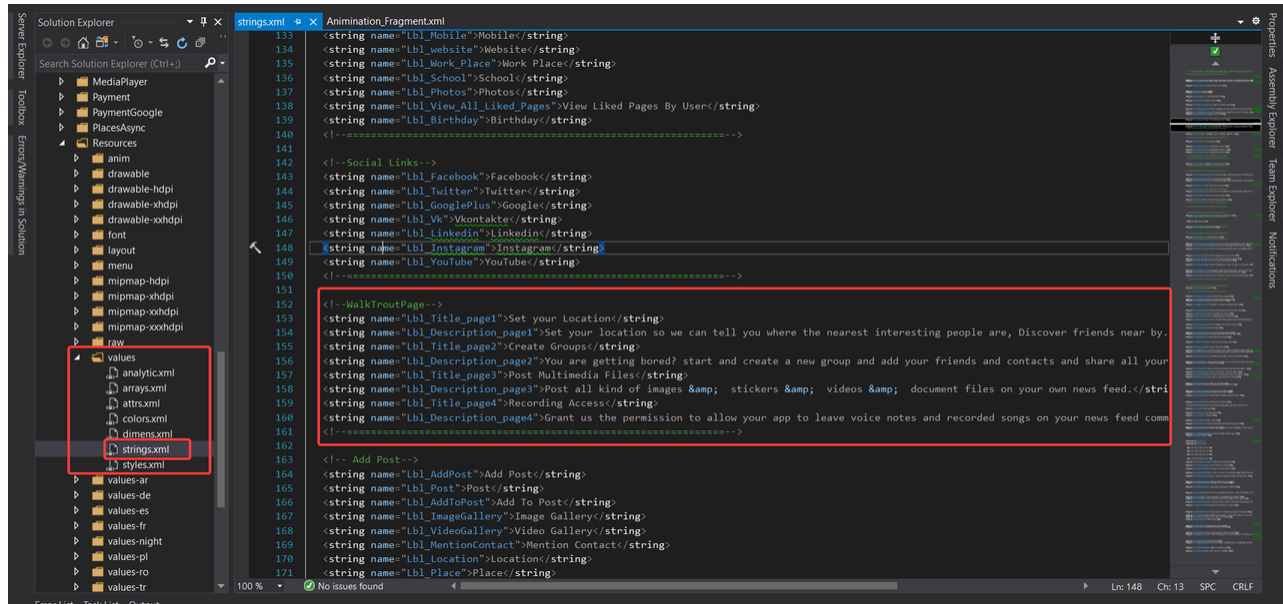 Server Explorer
Toolbox
Errors/Warnings in Solution
Solution Explorer
Search Solution Explorer (Ctrl+;)
MediaPlayer
Payment
PaymentGoogle
PlacesAsync
Resources
anim
drawable
drawable-hdpi
drawable-xhdpi
drawable-xxhdpi
font
layout
menu
mipmap-hdpi
mipmap-xhdpi
mipmap-xxhdpi
mipmap-xxxhdpi
raw
values
analytic.xml
arrays.xml
attrs.xml
colors.xml
dimens.xml
strings.xml
styles.xml
values-ar
values-de
values-es
values-fr
values-night
values-pl
values-ro
values-tr
strings.xml Animination_Fragment.xml
133 <string name="Lbl_Mobile">Mobile</string>
134 <string name="Lbl_website">Website</string>
135 <string name="Lbl_Work_Place">Work Place</string>
136 <string name="Lbl_School">School</string>
137 <string name="Lbl_Photos">Photos</string>
138 <string name="Lbl_View_All_Liked_Pages">View Liked Pages By User</string>
139 <string name="Lbl_Birthday">Birthday</string>
140 <!--===========================================================-->
141
142 <!--Social Links-->
143 <string name="Lbl_Facebook">Facebook</string>
144 <string name="Lbl_Twitter">Twitter</string>
145 <string name="Lbl_GooglePlus">Google</string>
146 <string name="Lbl_Vk">Vkontakte</string>
147 <string name="Lbl_Linkedin">Linkedin</string>
148 <string name="Lbl_Instagram">Instagram</string>
149 <string name="Lbl_YouTube">YouTube</string>
150 <!--===========================================================-->
151
152 <!--WalkTroutPage-->
153 <string name="Lbl_Title_page1">Set your Location</string>
154 <string name="Lbl_Description_page1">Set your location so we can tell you where the nearest interesting people are, Discover friends near by.
155 <string name="Lbl_Title_page2">Create Groups</string>
156 <string name="Lbl_Description_page2">You are getting bored? start and create a new group and add your friends and contacts and share all your
157 <string name="Lbl_Title_page3">Post Multimedia Files</string>
158 <string name="Lbl_Description_page3">Post all kind of images &amp; stickers &amp; videos &amp; document files on your own news feed.</stri
159 <string name="Lbl_Title_page4">Recording Access</string>
160 <string name="Lbl_Description_page4">Grant us the permission to allow your app to leave voice notes and recorded songs on your news feed comm
161 <!--===========================================================-->
162
163 <!-- Add Post-->
164 <string name="Lbl_AddPost">Add Post</string>
165 <string name="Lbl_Post">Post</string>
166 <string name="Lbl_AddToPost">Add To Post</string>
167 <string name="Lbl_ImageGallery">Image Gallery</string>
168 <string name="Lbl_VideoGallery">Video Gallery</string>
169 <string name="Lbl_MentionContact">Mention Contact</string>
170 <string name="Lbl_Location">Location</string>
171 <string name="Lbl_Place">Place</string>
100 % No issues found Ln: 148 Ch: 13 SPC CRLF
Properties
Assembly Explorer
Team Explorer
Notifications
Error List Task List Output